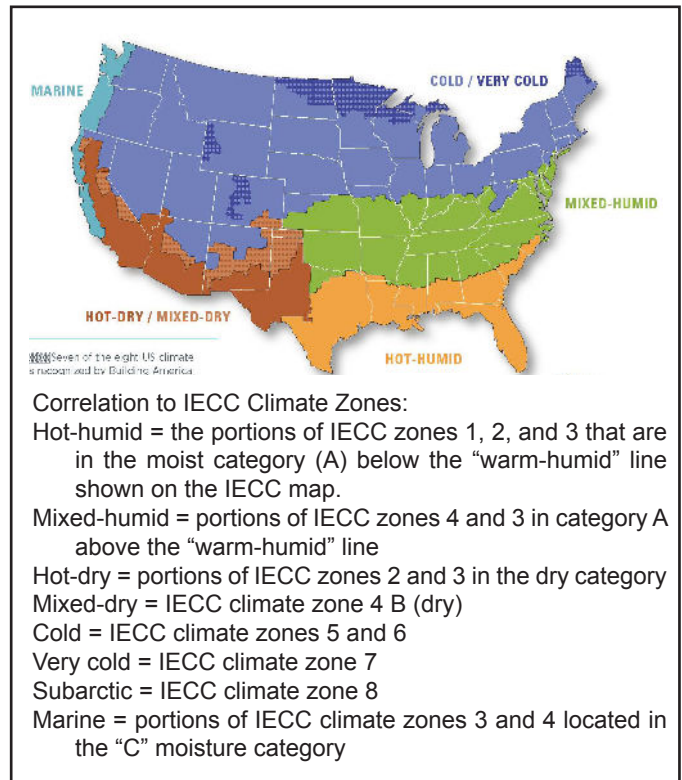 COLD / VERY COLD
MARINE
MIXED-HUMID
HOT-DRY / MIXED-DRY
Seven of the eight US climate
s recognized by Building America.
HOT-HUMID
Correlation to IECC Climate Zones:
Hot-humid = the portions of IECC zones 1, 2, and 3 that are
in the moist category (A) below the “warm-humid” line
shown on the IECC map.
Mixed-humid = portions of IECC zones 4 and 3 in category A
above the “warm-humid” line
Hot-dry = portions of IECC zones 2 and 3 in the dry category
Mixed-dry = IECC climate zone 4 B (dry)
Cold = IECC climate zones 5 and 6
Very cold = IECC climate zone 7
Subarctic = IECC climate zone 8
Marine = portions of IECC climate zones 3 and 4 located in
the “C” moisture category